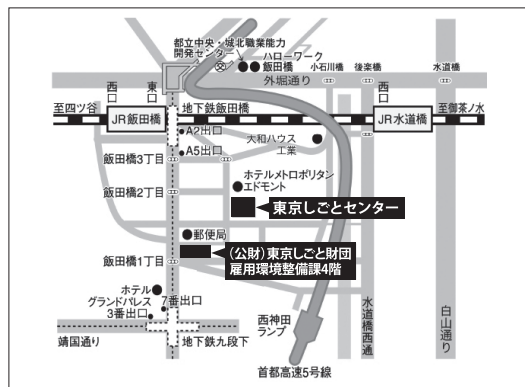 都立中央・城北職業能力
開発センター
ハローワーク
飯田橋
小石川橋
後楽橋
水道橋
外堀通り
西口
東口
西口
至四ツ谷
JR飯田橋
地下鉄飯田橋
JR水道橋
至御茶ノ水
A2出口
大和ハウス
工業
A5出口
飯田橋3丁目
ホテルメトロポリタン
エドモント
飯田橋2丁目
東京しごとセンター
郵便局
(公財)東京しごと財団
雇用環境整備課4階
飯田橋1丁目
ホテル
グランドパレス
7番出口
3番出口
西神田
ランプ
水道橋西通
白山通り
靖国通り
地下鉄九段下
首都高速5号線